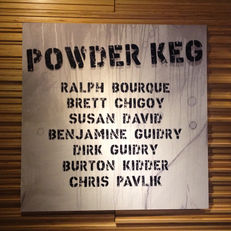 POWDER KEG
RALPH BOURQUE
BRETT CHIGOY
SUSAN DAVID
BENJAMINE GUIDRY
DIRK GUIDRY
BURTON KIDDER
CHRIS PAVLIK